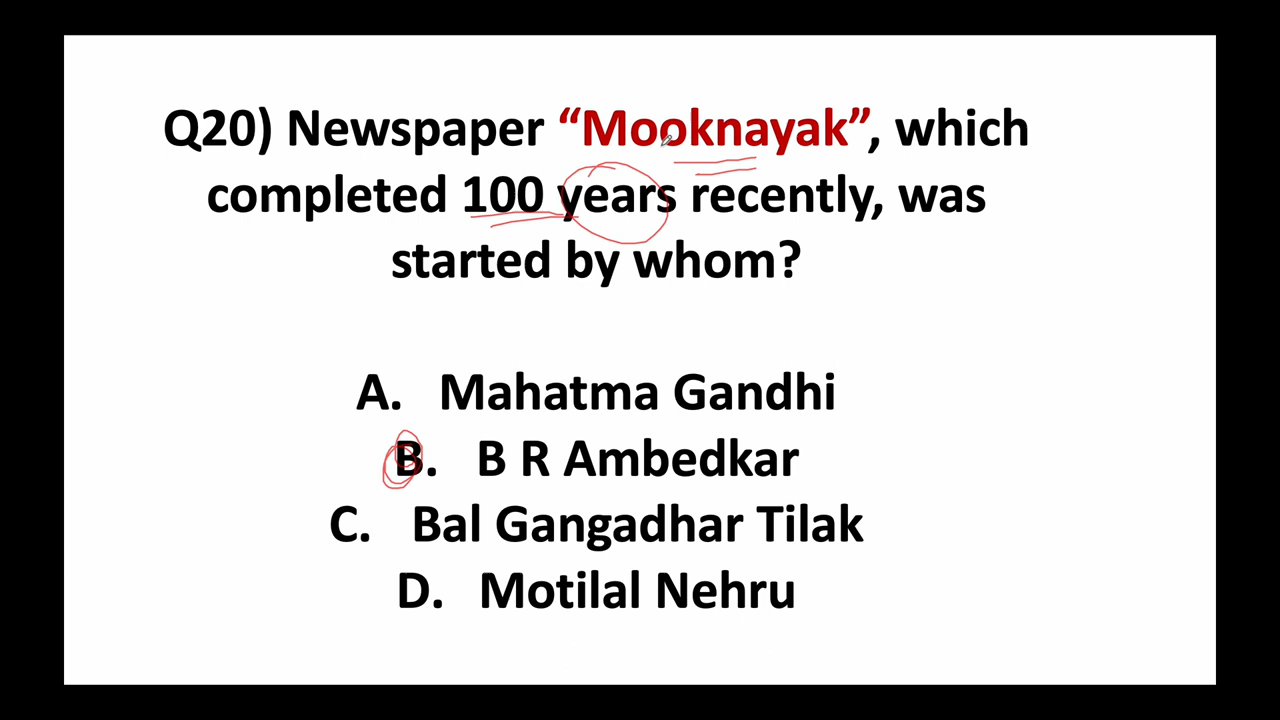 Q20) Newspaper “Mooknayak”, which
completed 100 years recently, was
started by whom?
A. Mahatma Gandhi
B. B R Ambedkar
C. Bal Gangadhar Tilak
D. Motilal Nehru